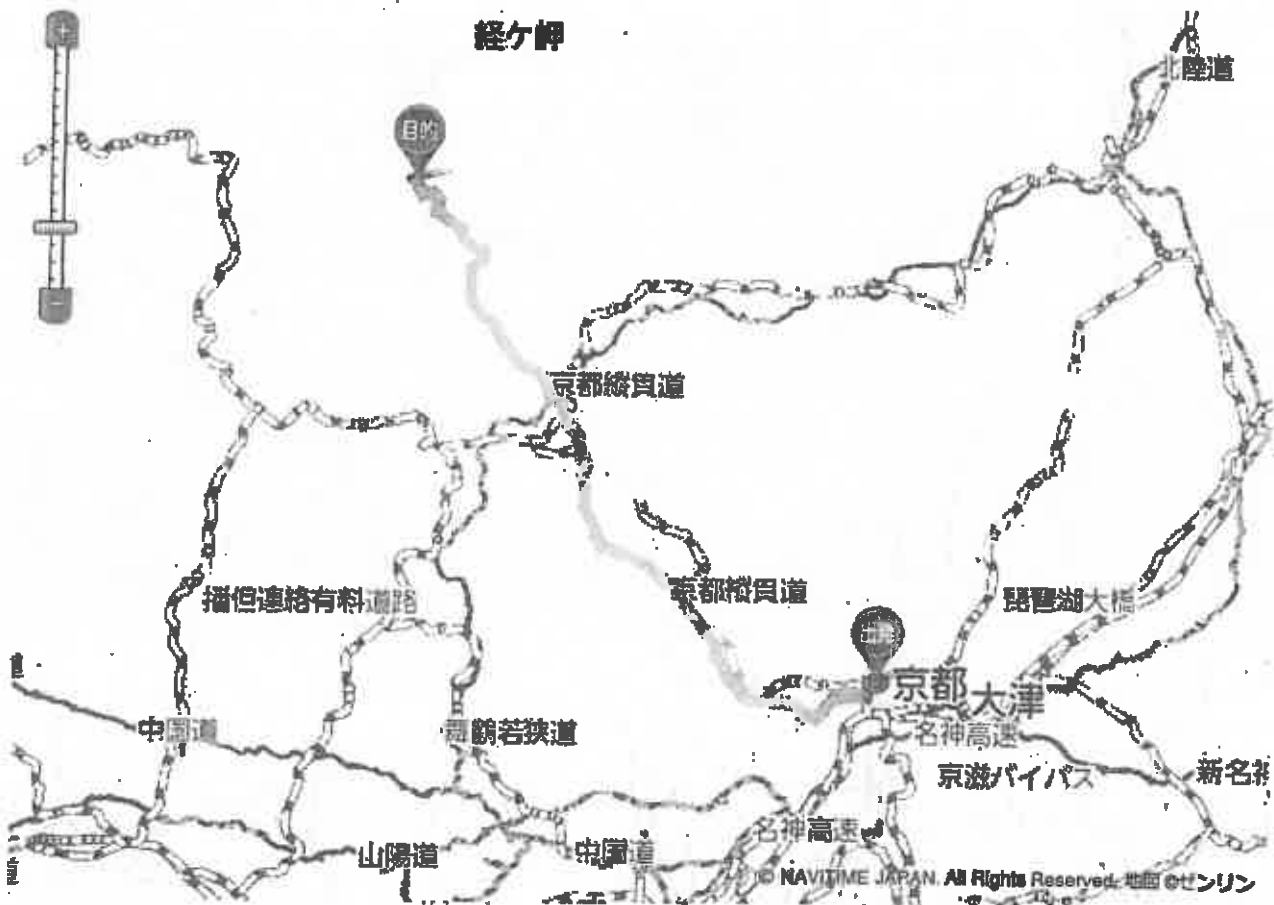 経ケ岬
北陸道
目的
京都縦貫道
京都縦貫道
播但連絡有料道路
琵琶湖大橋
出発
京都
大津
中国道
舞鶴若狭道
名神高速
京滋バイパス
新名神
名神高速
山陽道
中国道
© NAVITIME JAPAN. All Rights Reserved. 地図 ©ゼンリン